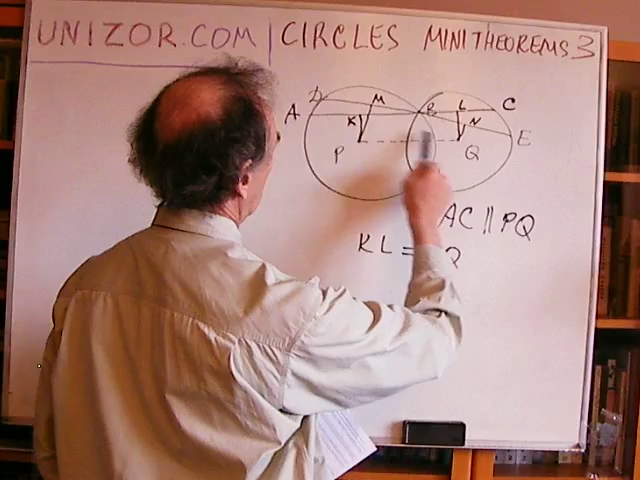 UNIZOR.COM | CIRCLES MINITHEOREMS 3
D M B L C
A K N E
P Q
AC || PQ
KL = Q